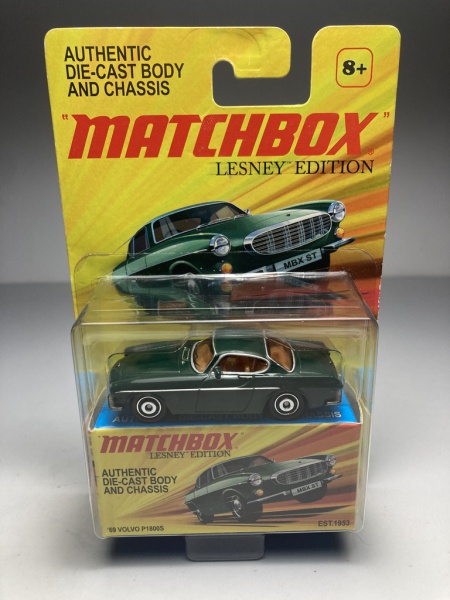 AUTHENTIC
DIE-CAST BODY
AND CHASSIS
8+
"MATCHBOX"
LESNEY™ EDITION
MBX ST
MATCHBOX
LESNEY EDITION
AUTHENTIC
DIE-CAST BODY
AND CHASSIS
MBX ST
'69 VOLVO P1800S
EST.1953